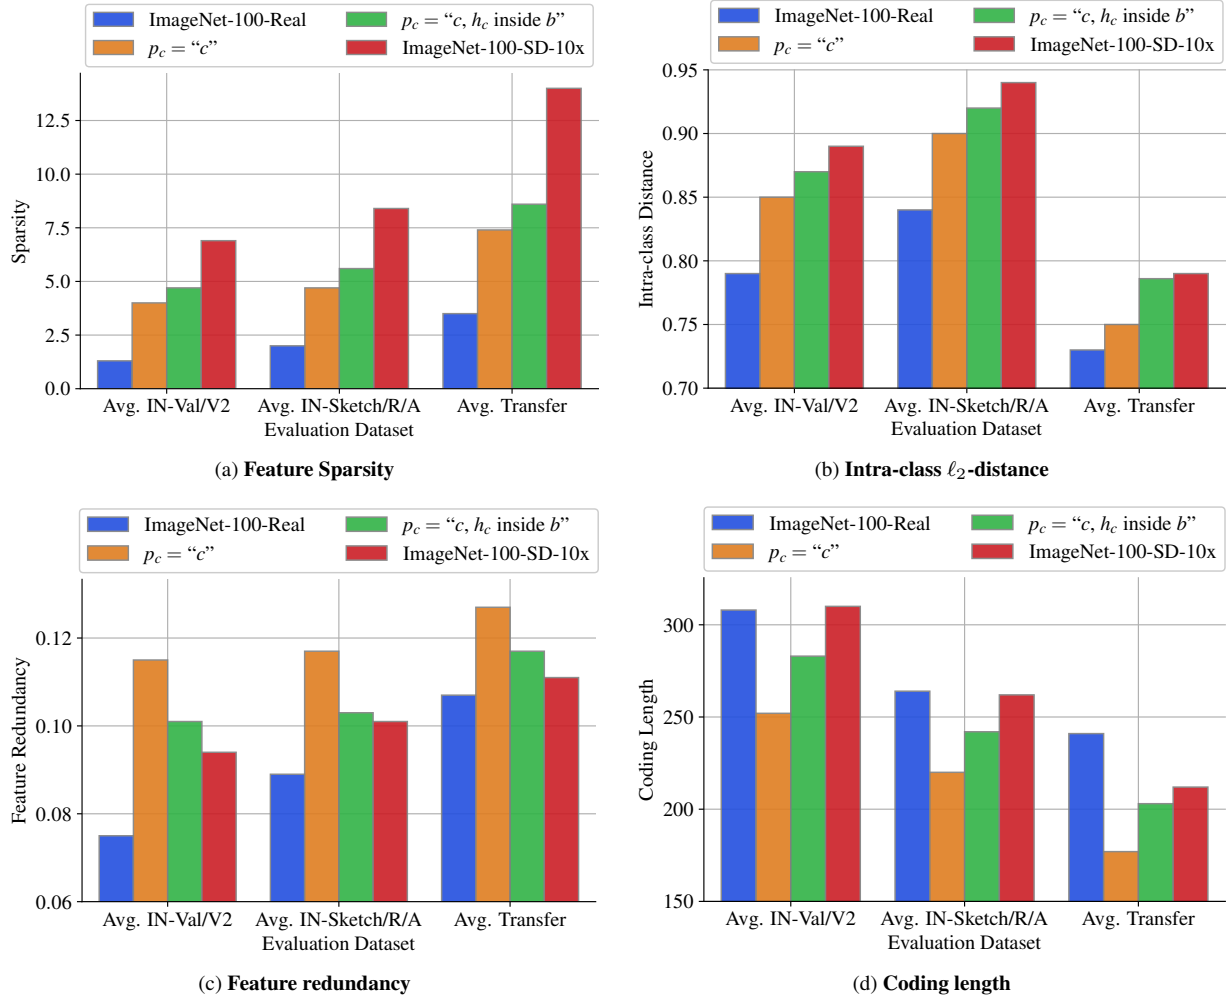 ImageNet-100-Real
p_c = “c, h_c inside b”
p_c = “c”
ImageNet-100-SD-10x
12.5
10.0
7.5
5.0
2.5
0.0
Sparsity
Avg. IN-Val/V2 Avg. IN-Sketch/R/A Avg. Transfer
Evaluation Dataset
(a) Feature Sparsity
ImageNet-100-Real
p_c = “c, h_c inside b”
p_c = “c”
ImageNet-100-SD-10x
0.95
0.90
0.85
0.80
0.75
0.70
Intra-class Distance
Avg. IN-Val/V2 Avg. IN-Sketch/R/A Avg. Transfer
Evaluation Dataset
(b) Intra-class ℓ₂-distance
ImageNet-100-Real
p_c = “c, h_c inside b”
p_c = “c”
ImageNet-100-SD-10x
0.12
0.10
0.08
0.06
Feature Redundancy
Avg. IN-Val/V2 Avg. IN-Sketch/R/A Avg. Transfer
Evaluation Dataset
(c) Feature redundancy
ImageNet-100-Real
p_c = “c, h_c inside b”
p_c = “c”
ImageNet-100-SD-10x
300
250
200
150
Coding Length
Avg. IN-Val/V2 Avg. IN-Sketch/R/A Avg. Transfer
Evaluation Dataset
(d) Coding length